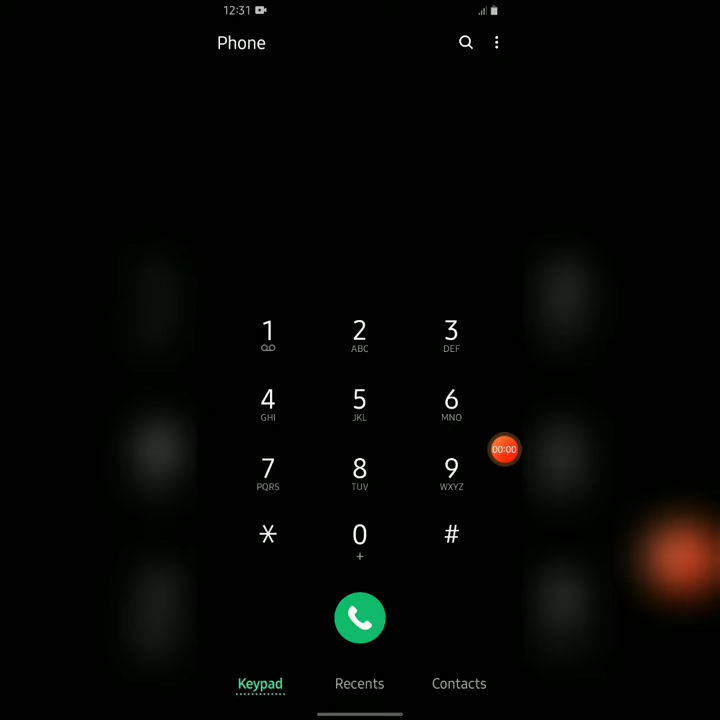 12:31
Phone
1 2 3
ABC DEF
4 5 6
GHI JKL MNO
00:00
7 8 9
PQRS TUV WXYZ
* 0 #
+
Keypad Recents Contacts